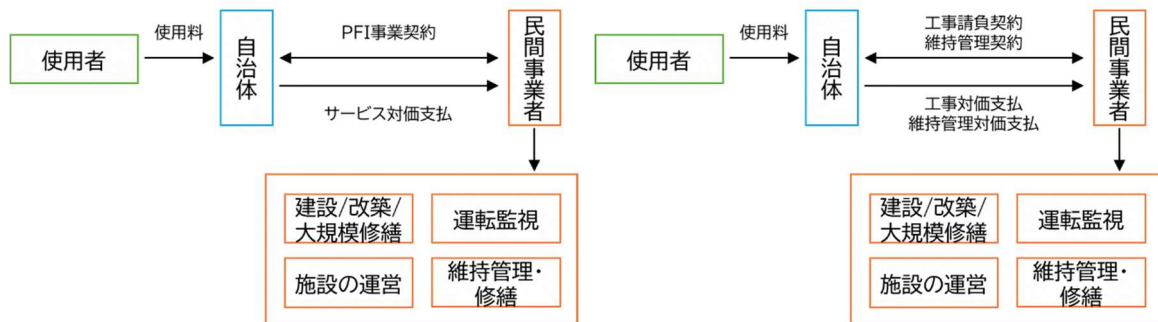 使用者
使用料
自治体
PFI事業契約
サービス対価支払
民間事業者
建設/改築/
大規模修繕
運転監視
施設の運営
維持管理・
修繕
使用者
使用料
自治体
工事請負契約
維持管理契約
工事対価支払
維持管理対価支払
民間事業者
建設/改築/
大規模修繕
運転監視
施設の運営
維持管理・
修繕